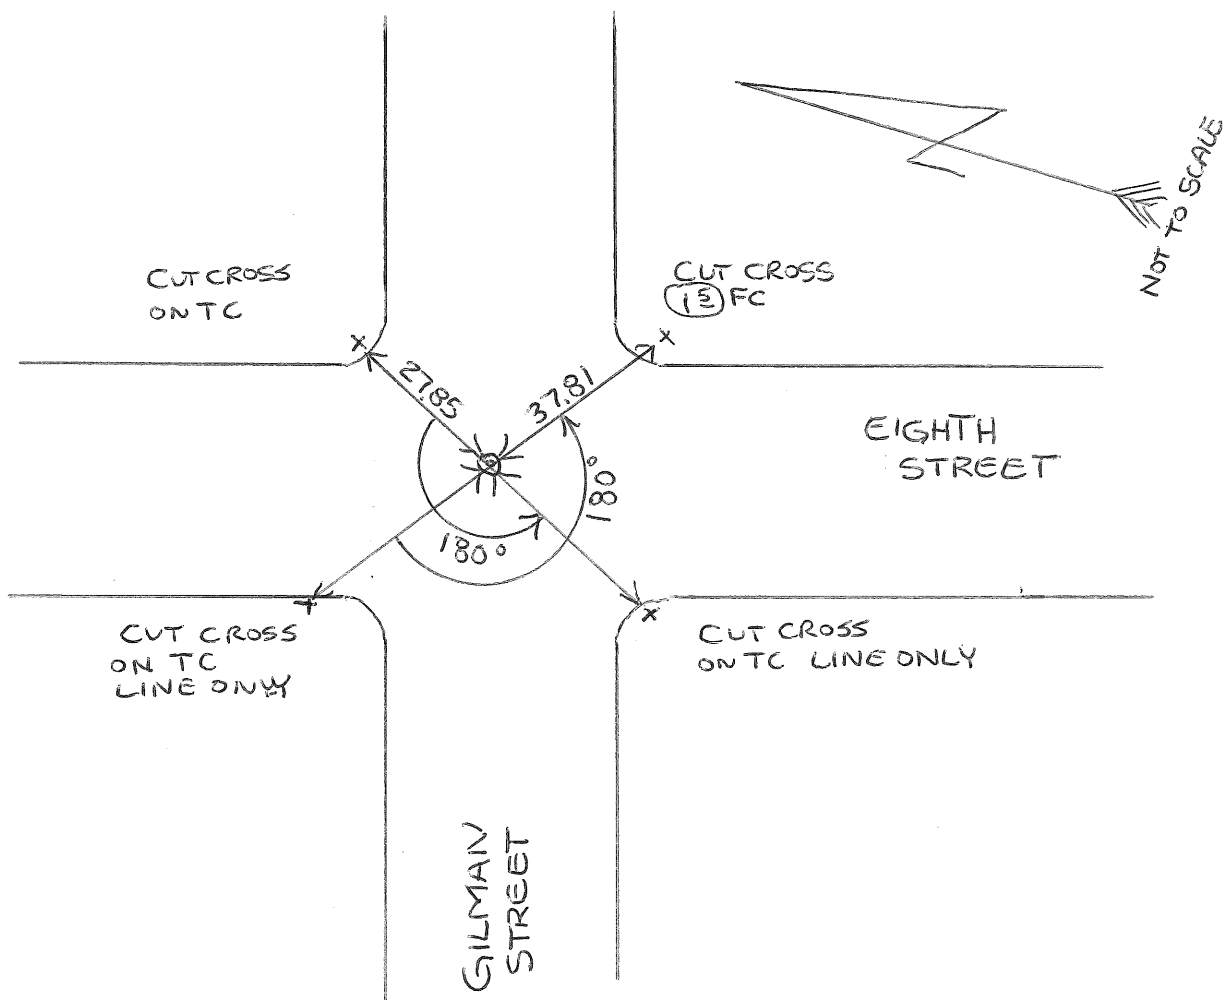 NOT TO SCALE
CUT CROSS
ON TC
CUT CROSS
1 5 FC
27.85
37.81
EIGHTH
STREET
180°
180°
CUT CROSS
ON TC
LINE ONLY
CUT CROSS
ON TC LINE ONLY
GILMAN
STREET